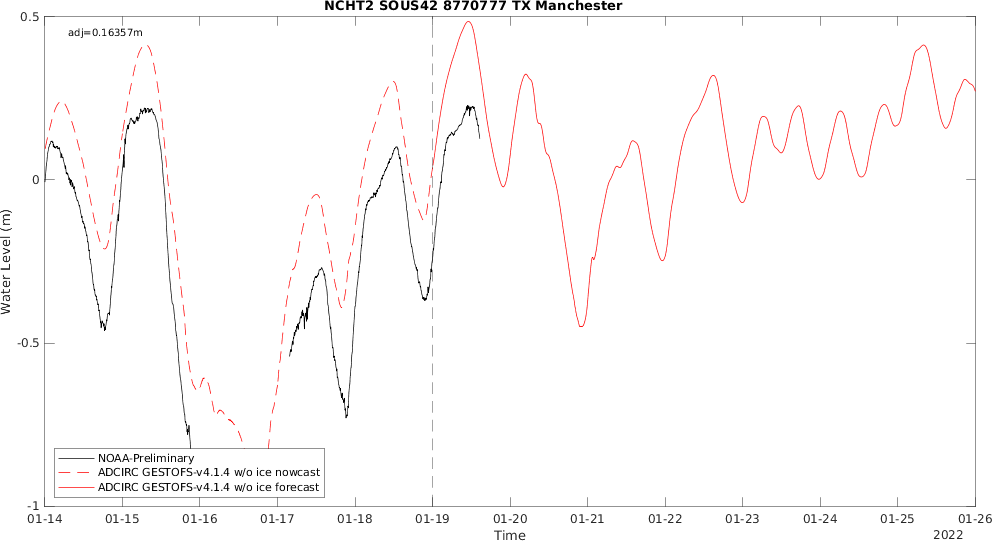 NCHT2 SOUS42 8770777 TX Manchester
adj=0.16357m
0.5
0
-0.5
-1
Water Level (m)
NOAA-Preliminary
ADCIRC GESTOFS-v4.1.4 w/o ice nowcast
ADCIRC GESTOFS-v4.1.4 w/o ice forecast
01-14 01-15 01-16 01-17 01-18 01-19 01-20 01-21 01-22 01-23 01-24 01-25 01-26
Time
2022